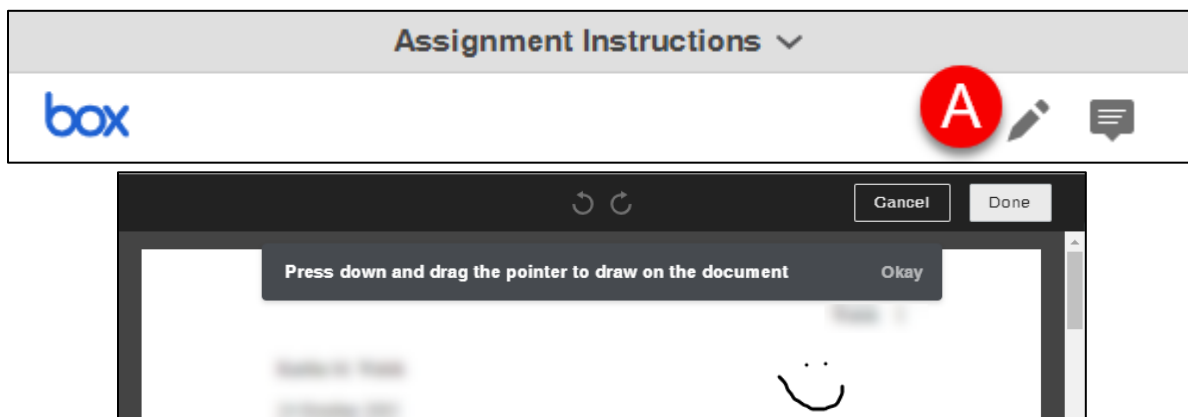 Assignment Instructions
box
A
Cancel Done
Press down and drag the pointer to draw on the document Okay